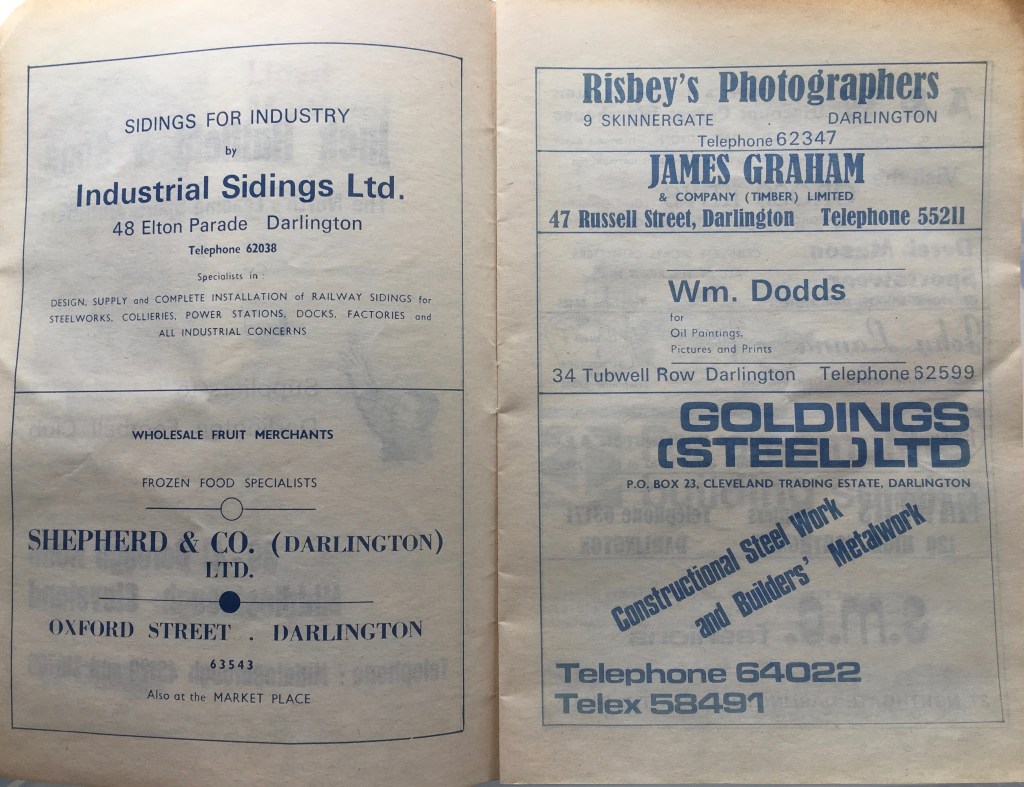 SIDINGS FOR INDUSTRY
by
Industrial Sidings Ltd.
48 Elton Parade Darlington
Telephone 62038
Specialists in :
DESIGN, SUPPLY and COMPLETE INSTALLATION of RAILWAY SIDINGS for
STEELWORKS, COLLIERIES, POWER STATIONS, DOCKS, FACTORIES and
ALL INDUSTRIAL CONCERNS
WHOLESALE FRUIT MERCHANTS
FROZEN FOOD SPECIALISTS
SHEPHERD & CO. (DARLINGTON)
LTD.
OXFORD STREET . DARLINGTON
63543
Also at the MARKET PLACE
Risbey's Photographers
9 SKINNERGATE . DARLINGTON
Telephone 62347
JAMES GRAHAM
& COMPANY (TIMBER) LIMITED
47 Russell Street, Darlington Telephone 55211
Wm. Dodds
for
Oil Paintings,
Pictures and Prints
34 Tubwell Row Darlington Telephone 62599
GOLDINGS
(STEEL) LTD
P.O. BOX 23, CLEVELAND TRADING ESTATE, DARLINGTON
Constructional Steel Work
and Builders' Metalwork
Telephone 64022
Telex 58491